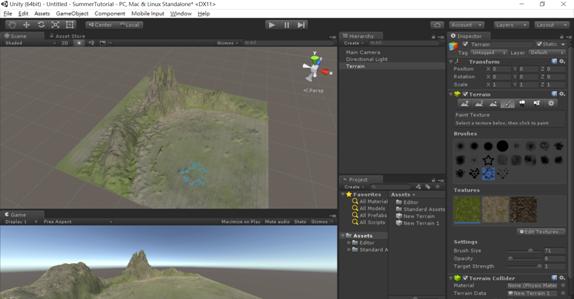 Unity (64bit) - Untitled - SummerTutorial - PC, Mac & Linux Standalone* <DX11>
File Edit Assets GameObject Component Mobile Input Window Help
Center Local
Account Layers Layout
Scene Asset Store
Shaded 2D Gizmos
Persp
Game
Display 1 Free Aspect Maximize on Play Mute audio Stats Gizmos
Hierarchy
Create
Main Camera
Directional Light
Terrain
Project
Create
Favorites
All Material
All Models
All Prefabs
All Scripts
Assets
Editor
Standard A
Assets
Editor
Standard Assets
New Terrain
New Terrain 1
Inspector
Terrain Static
Tag Untagged Layer Default
Transform
Position X 0 Y 0 Z 0
Rotation X 0 Y 0 Z 0
Scale X 1 Y 1 Z 1
Terrain
Paint Texture
Select a texture below, then click to paint
Brushes
Textures
Edit Textures...
Settings
Brush Size 71
Opacity
Target Strength 1
Terrain Collider
Material None (Physic Mater
Terrain Data New Terrain 1